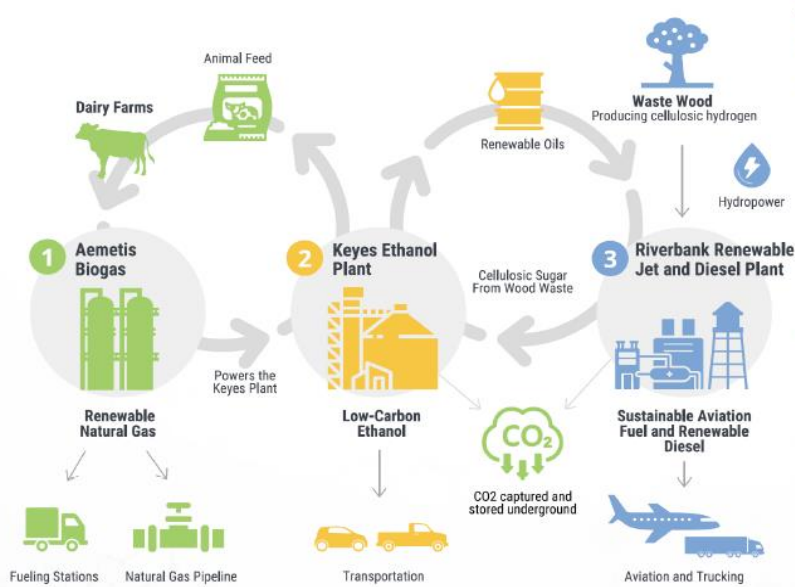 Animal Feed
Dairy Farms
Renewable Oils
Waste Wood
Producing cellulosic hydrogen
Hydropower
1 Aemetis
Biogas
2 Keyes Ethanol
Plant
3 Riverbank Renewable
Jet and Diesel Plant
Cellulosic Sugar
From Wood Waste
Powers the
Keyes Plant
Renewable
Natural Gas
Low-Carbon
Ethanol
CO2
CO2 captured and
stored underground
Sustainable Aviation
Fuel and Renewable
Diesel
Fueling Stations
Natural Gas Pipeline
Transportation
Aviation and Trucking